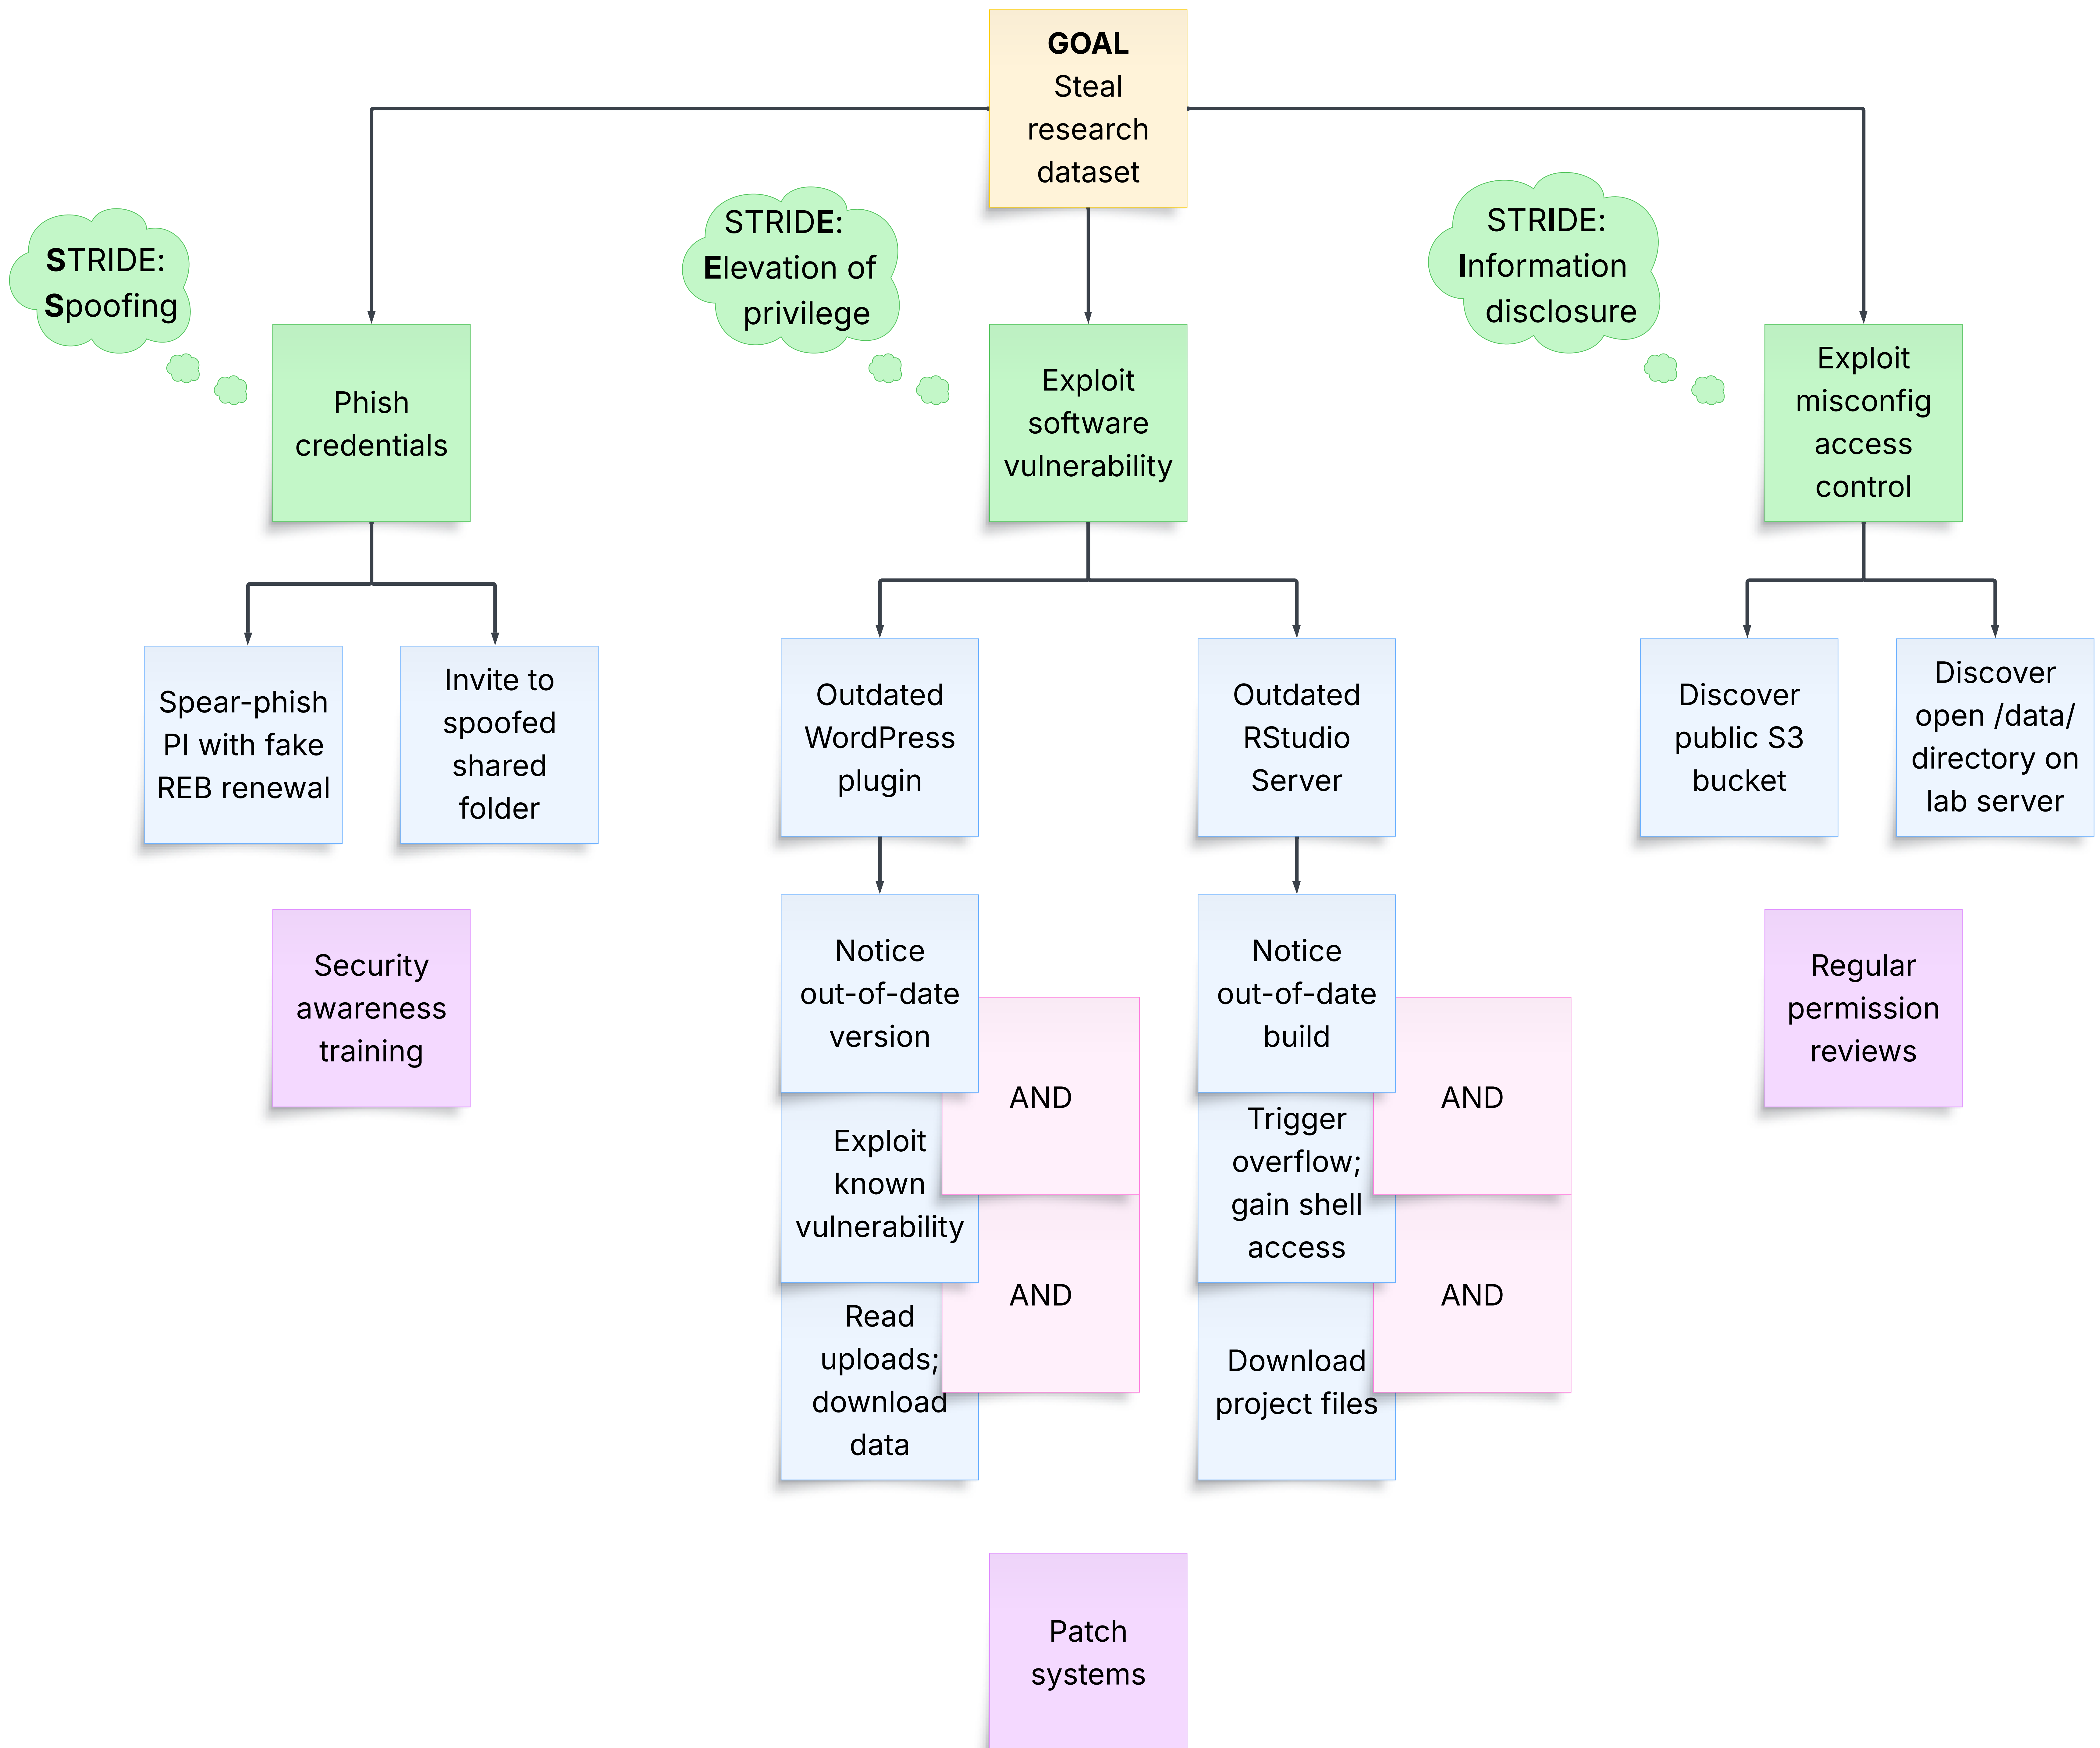 GOAL
Steal
research
dataset
STRIDE:
Spoofing
STRIDE:
Elevation of
privilege
STRIDE:
Information
disclosure
Phish
credentials
Exploit
software
vulnerability
Exploit
misconfig
access
control
Spear-phish
PI with fake
REB renewal
Invite to
spoofed
shared
folder
Outdated
WordPress
plugin
Outdated
RStudio
Server
Discover
public S3
bucket
Discover
open /data/
directory on
lab server
Security
awareness
training
Notice
out-of-date
version
AND
Exploit
known
vulnerability
AND
Read
uploads;
download
data
Notice
out-of-date
build
AND
Trigger
overflow;
gain shell
access
AND
Download
project files
Regular
permission
reviews
Patch
systems